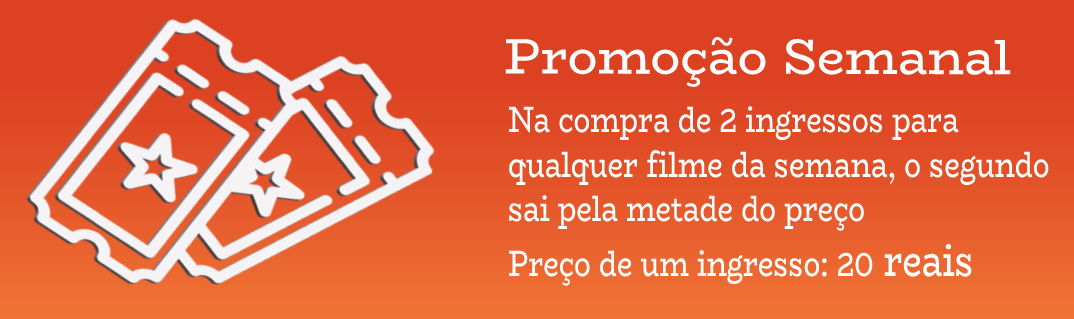 Promoção Semanal
Na compra de 2 ingressos para
qualquer filme da semana, o segundo
sai pela metade do preço
Preço de um ingresso: 20 reais